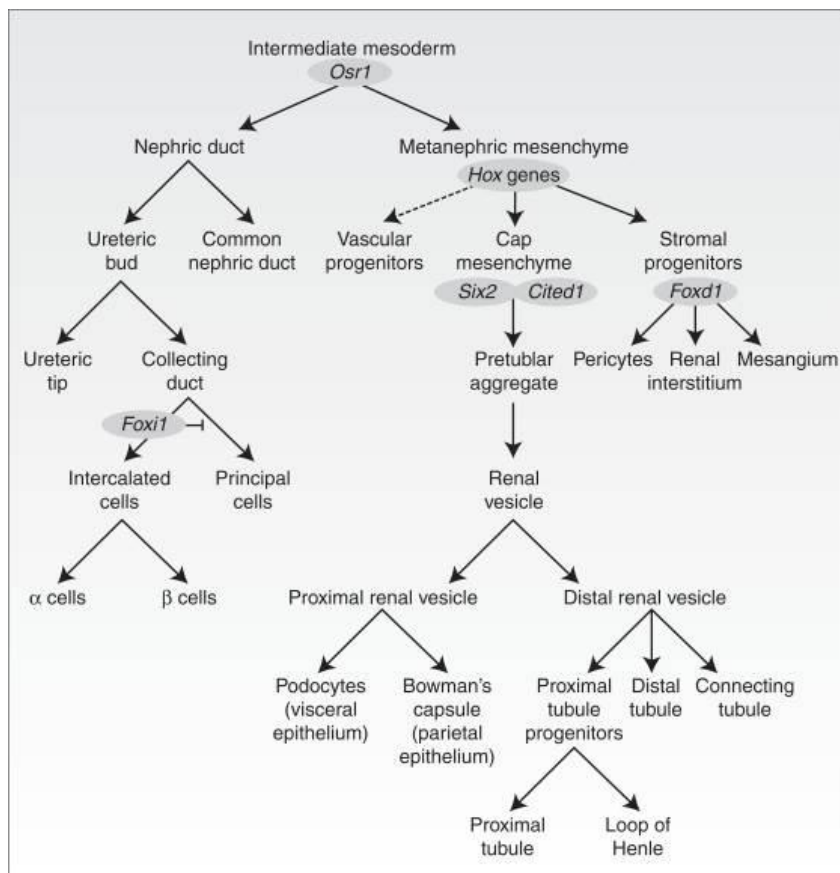 Intermediate mesoderm
Osr1
Nephric duct
Metanephric mesenchyme
Hox genes
Ureteric
bud
Common
nephric duct
Vascular
progenitors
Cap
mesenchyme
Stromal
progenitors
Six2
Cited1
Foxd1
Ureteric
tip
Collecting
duct
Pretublar
aggregate
Pericytes
Renal
interstitium
Mesangium
Foxi1
Intercalated
cells
Principal
cells
Renal
vesicle
α cells
β cells
Proximal renal vesicle
Distal renal vesicle
Podocytes
(visceral
epithelium)
Bowman's
capsule
(parietal
epithelium)
Proximal
tubule
progenitors
Distal
tubule
Connecting
tubule
Proximal
tubule
Loop of
Henle